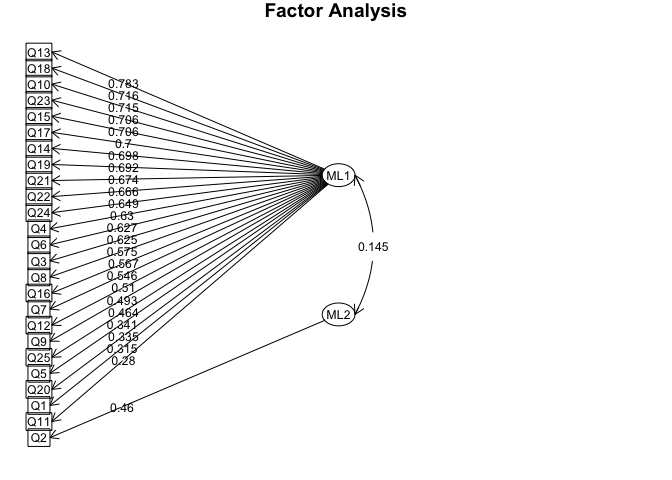 Factor Analysis
Q13
Q18
Q10
Q23
Q15
Q17
Q14
Q19
Q21
Q22
Q24
Q4
Q6
Q3
Q8
Q16
Q7
Q12
Q9
Q25
Q5
Q20
Q1
Q11
Q2
0.783
0.716
0.715
0.706
0.706
0.7
0.698
0.692
0.674
0.666
0.649
0.63
0.627
0.625
0.575
0.567
0.546
0.51
0.493
0.464
0.341
0.335
0.315
0.28
0.46
ML1
0.145
ML2